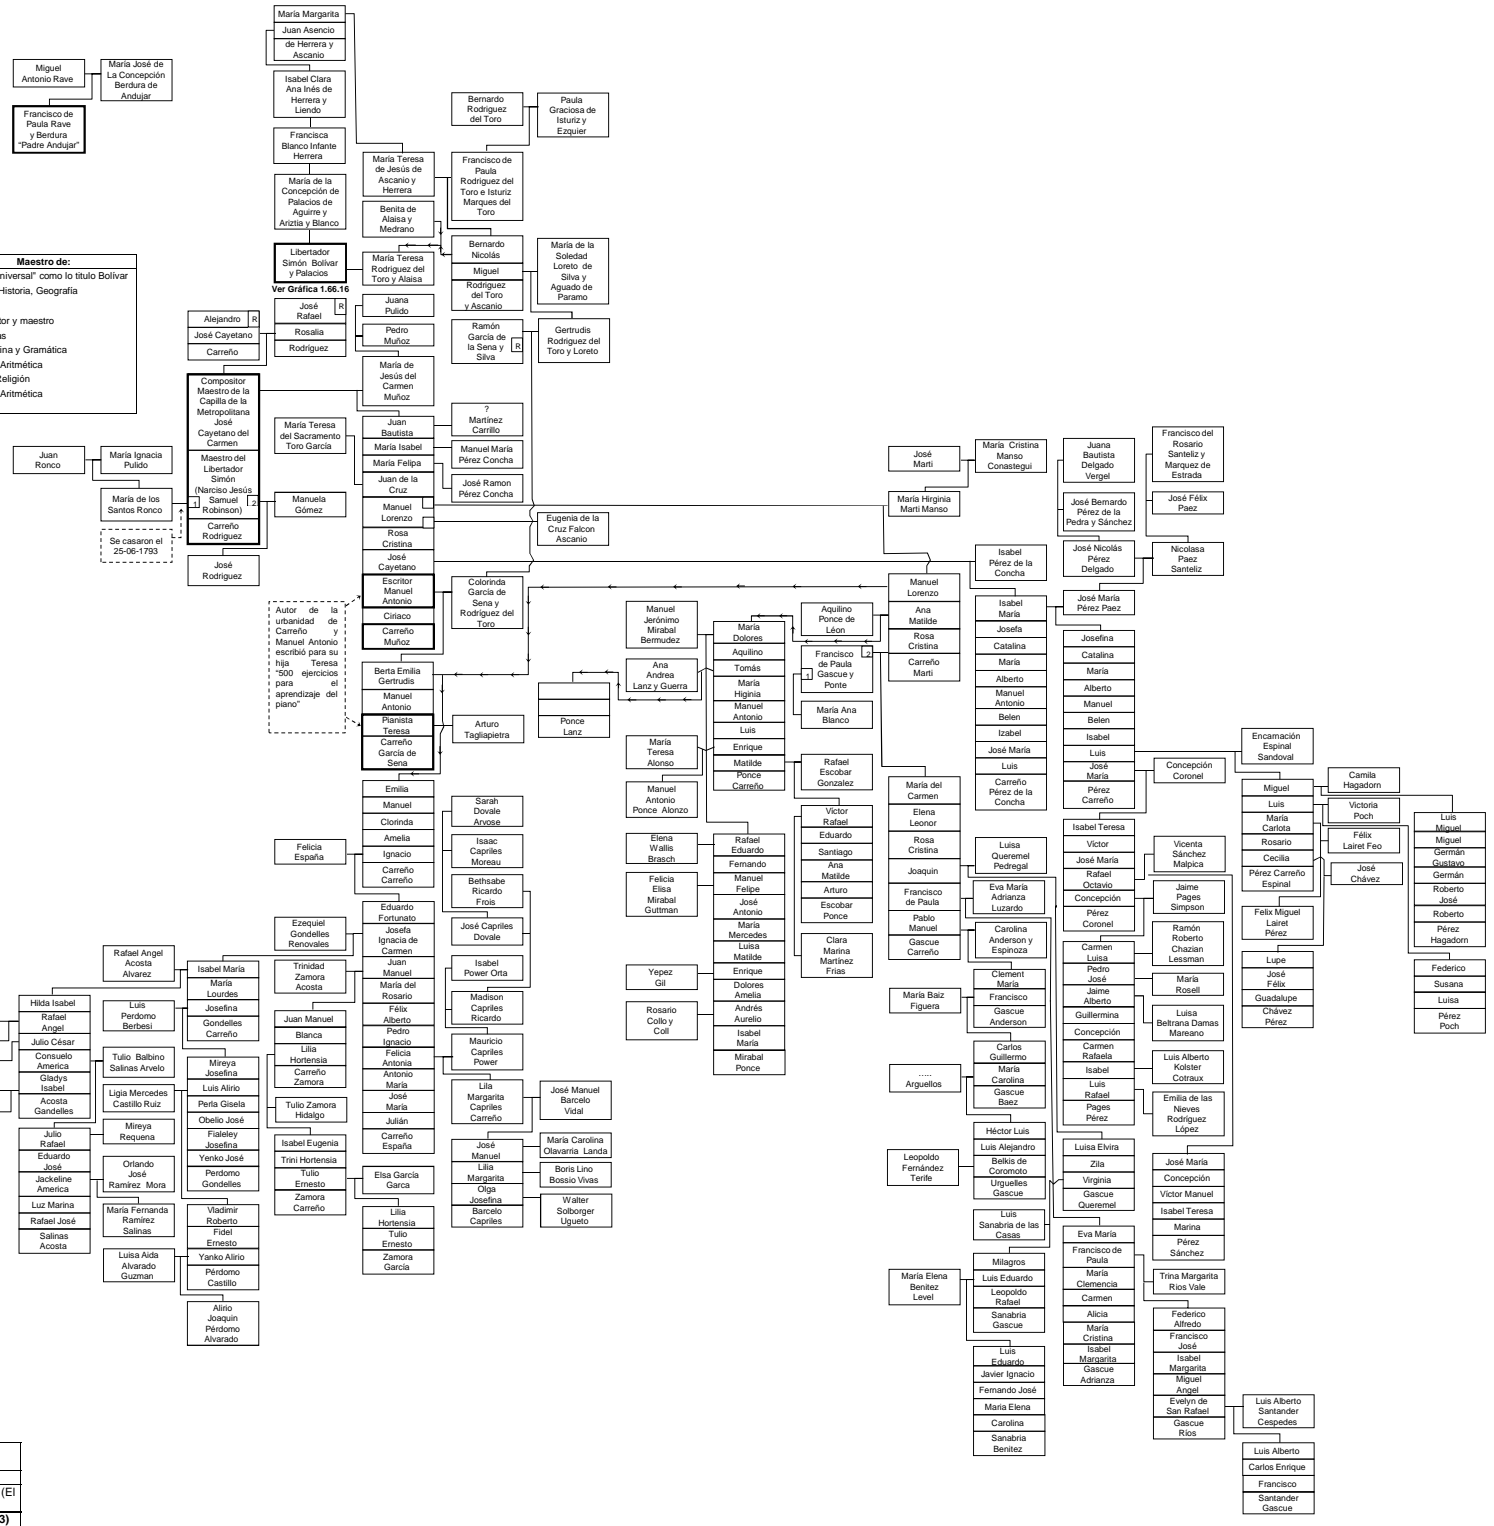 María Margarita
Juan Asencio
de Herrera y
Ascanio
Miguel
Antonio Rave
María José de
La Concepción
Berdura de
Andujar
Francisco de
Paula Rave
y Berdura
“Padre Andujar”
Isabel Clara
Ana Inés de
Herrera y
Liendo
Francisca
Blanco Infante
Herrera
María de la
Concepción de
Palacios de
Aguirre y
Ariztia y Blanco
Libertador
Simón Bolívar
y Palacios
Ver Gráfica 1.66.16
Bernardo
Rodriguez
del Toro
Paula
Graciosa de
Isturiz y
Ezquier
María Teresa
de Jesús de
Ascanio y
Herrera
Francisco de
Paula
Rodriguez del
Toro e Isturiz
Marques del
Toro
Benita de
Alaisa y
Medrano
María Teresa
Rodriguez del
Toro y Alaisa
Bernardo
Nicolás
Miguel
Rodriguez
del Toro
y Ascanio
María de la
Soledad
Loreto de
Silva y
Aguado de
Paramo
Maestro de:
niversal" como lo titulo Bolívar
Historia, Geografía
tor y maestro
as
ina y Gramática
Aritmética
Religión
Aritmética
Alejandro R
José Cayetano
Carreño
José
Rafael R
Rosalia
Rodríguez
Juana
Pulido
Pedro
Muñoz
Ramón
García de
la Sena y
Silva R
Gertrudis
Rodriguez del
Toro y Loreto
María de
Jesús del
Carmen
Muñoz
Compositor
Maestro de la
Capilla de la
Metropolitana
José
Cayetano del
Carmen
Maestro del
Libertador
Simón
(Narciso Jesús
Samuel
Robinson)
1
2
Carreño
Rodriguez
Juan
Ronco
María Ignacia
Pulido
María de los
Santos Ronco
Se casaron el
25-06-1793
María Teresa
del Sacramento
Toro García
Manuela
Gómez
José
Rodriguez
Juan
Bautista
María Isabel
María Felipa
Juan de la
Cruz
Manuel
Lorenzo
Rosa
Cristina
José
Cayetano
Escritor
Manuel
Antonio
Ciriaco
Carreño
Muñoz
?
Martínez
Carrillo
Manuel María
Pérez Concha
José Ramon
Pérez Concha
Eugenia de la
Cruz Falcon
Ascanio
Colorinda
García de
Sena y
Rodríguez del
Toro
Autor de la
urbanidad de
Carreño y
Manuel Antonio
escribió para su
hija Teresa
“500 ejercicios
para el
aprendizaje del
piano”
Berta Emilia
Gertrudis
Manuel
Antonio
Pianista
Teresa
Carreño
García de
Sena
Arturo
Tagliapietra
Ponce
Lanz
José
Marti
María Cristina
Manso
Conastegui
María Hirginia
Marti Manso
Juana
Bautista
Delgado
Vergel
Francisco del
Rosario
Santeliz y
Marquez de
Estrada
José Bernardo
Pérez de la
Pedra y Sánchez
José Félix
Paez
Isabel
Pérez de la
Concha
José Nicolás
Pérez
Delgado
Nicolasa
Paez
Santeliz
José María
Pérez Paez
Manuel
Lorenzo
Ana
Matilde
Rosa
Cristina
Carreño
Marti
Isabel
María
Josefa
Catalina
María
Alberto
Manuel
Antonio
Belen
Izabel
José María
Luis
Carreño
Pérez de la
Concha
Josefina
Catalina
María
Alberto
Manuel
Belen
Isabel
Luis
José
María
Pérez
Carreño
Manuel
Jerónimo
Mirabal
Bermudez
Ana
Andrea
Lanz y Guerra
María
Teresa
Alonso
Manuel
Antonio
Ponce Alonzo
María
Dolores
Aquilino
Tomás
María
Higinia
Manuel
Antonio
Luis
Enrique
Matilde
Ponce
Carreño
Aquilino
Ponce de
Léon
Francisco
de Paula
Gascue y
Ponte
2
1
María Ana
Blanco
Rafael
Escobar
Gonzalez
Encarnación
Espinal
Sandoval
Concepción
Coronel
Miguel
Luis
María
Carlota
Rosario
Cecilia
Pérez Carreño
Espinal
Camila
Hagadorn
Victoria
Poch
Félix
Lairet Feo
José
Chávez
Luis
Miguel
Miguel
Germán
Gustavo
Germán
Roberto
José
Roberto
Pérez
Hagadorn
Felix Miguel
Lairet
Pérez
Lupe
José
Félix
Guadalupe
Chávez
Pérez
Federico
Susana
Luisa
Pérez
Poch
Emilia
Manuel
Clorinda
Amelia
Ignacio
Carreño
Carreño
Felicia
España
Sarah
Dovale
Arvose
Isaac
Capriles
Moreau
Bethsabe
Ricardo
Frois
José Capriles
Dovale
Isabel
Power Orta
Madison
Capriles
Ricardo
Mauricio
Capriles
Power
Eduardo
Fortunato
Josefa
Ignacia de
Carmen
Juan
Manuel
María del
Rosario
Félix
Alberto
Pedro
Ignacio
Felicia
Antonia
Antonio
María
José
María
Julián
Carreño
España
Ezequiel
Gondelles
Renovales
Trinidad
Zamora
Acosta
Juan Manuel
Blanca
Lilia
Hortensia
Carreño
Zamora
Tulio Zamora
Hidalgo
Isabel Eugenia
Trini Hortensia
Tulio
Ernesto
Zamora
Carreño
Elsa García
Garca
Lilia
Hortensia
Tulio
Ernesto
Zamora
García
Lila
Margarita
Capriles
Carreño
José Manuel
Barcelo
Vidal
José
Manuel
Lilia
Margarita
Olga
Josefina
Barcelo
Capriles
María Carolina
Olavarria Landa
Boris Lino
Bossio Vivas
Walter
Solborger
Ugueto
Rafael Angel
Acosta
Alvarez
Isabel María
María
Lourdes
Josefina
Gondelles
Carreño
Luis
Perdomo
Berbesi
Hilda Isabel
Rafael
Angel
Julio César
Consuelo
America
Gladys
Isabel
Acosta
Gandelles
Tulio Balbino
Salinas Arvelo
Ligia Mercedes
Castillo Ruiz
Mireya
Requena
Orlando
José
Ramírez Mora
María Fernanda
Ramírez
Salinas
Luisa Aida
Alvarado
Guzman
Julio
Rafael
Eduardo
José
Jackeline
America
Luz Marina
Rafael José
Salinas
Acosta
Mireya
Josefina
Luis Alirio
Perla Gisela
Obelio José
Fialeley
Josefina
Yenko José
Perdomo
Gondelles
Vladimir
Roberto
Fidel
Ernesto
Yanko Alirio
Pérdomo
Castillo
Alirio
Joaquin
Pérdomo
Alvarado
Elena
Wallis
Brasch
Felicia
Elisa
Mirabal
Guttman
Yepez
Gil
Rosario
Collo y
Coll
Rafael
Eduardo
Fernando
Manuel
Felipe
José
Antonio
María
Mercedes
Luisa
Matilde
Enrique
Dolores
Amelia
Andrés
Aurelio
Isabel
María
Mirabal
Ponce
Víctor
Rafael
Eduardo
Santiago
Ana
Matilde
Arturo
Escobar
Ponce
Clara
Marina
Martínez
Frias
María del
Carmen
Elena
Leonor
Rosa
Cristina
Joaquin
Francisco
de Paula
Pablo
Manuel
Gascue
Carreño
Luisa
Queremel
Pedregal
Eva María
Adrianza
Luzardo
Carolina
Anderson y
Espinoza
Clement
María
Francisco
Gascue
Aurelio
Gascue
Anderson
María Baiz
Figuera
Carlos
Guillermo
María
Carolina
Gascue
Baez
.....
Arguellos
Héctor Luis
Luis Alejandro
Belkis de
Coromoto
Urguelles
Gascue
Leopoldo
Fernández
Terife
Luis
Sanabria de las
Casas
Milagros
Luis Eduardo
Leopoldo
Rafael
Sanabria
Gascue
María Elena
Benitez
Level
Luis
Eduardo
Javier Ignacio
Fernando José
Maria Elena
Carolina
Sanabria
Benitez
Isabel Teresa
Victor
José María
Rafael
Octavio
Concepción
Pérez
Coronel
Vicenta
Sánchez
Malpica
Jaime
Pages
Simpson
Carmen
Luisa
Pedro
José
Jaime
Alberto
Guillermina
Concepción
Carmen
Rafaela
Isabel
Luis
Rafael
Pages
Pérez
Ramón
Roberto
Chazian
Lessman
María
Rosell
Luisa
Beltrana Damas
Mareano
Luis Alberto
Kolster
Cotraux
Emilia de las
Nieves
Rodríguez
López
Luisa Elvira
Zila
Virginia
Gascue
Queremel
José María
Concepción
Víctor Manuel
Isabel Teresa
Marina
Pérez
Sánchez
Eva María
Francisco de
Paula
María
Clemencia
Carmen
Alicia
María
Cristina
Isabel
Margarita
Gascue
Adrianza
Trina Margarita
Rios Vale
Federico
Alfredo
Francisco
José
Isabel
Margarita
Miguel
Angel
Evelyn de
San Rafael
Gascue
Ríos
Luis Alberto
Santander
Cespedes
Luis Alberto
Carlos Enrique
Francisco
Santander
Gascue
(El
3)